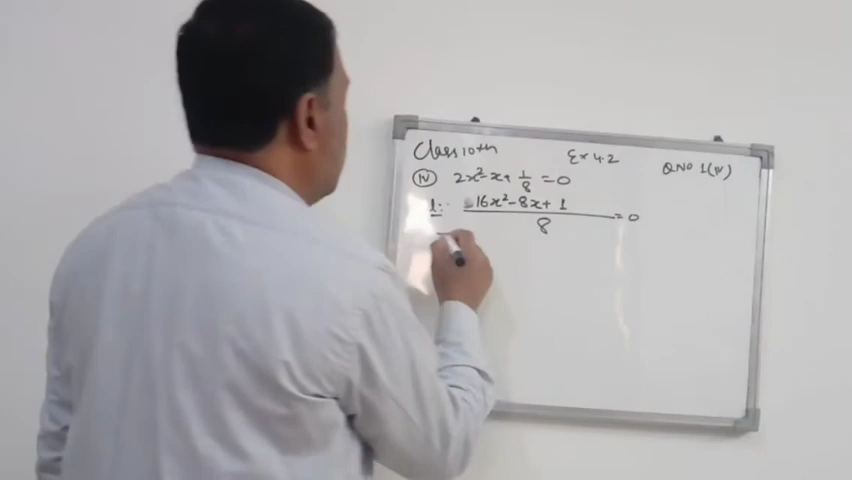 Class 10th Ex 4.2 Q.NO 1(iv)
(iv) 2x² - x + 1/8 = 0
16x² - 8x + 1
8 = 0